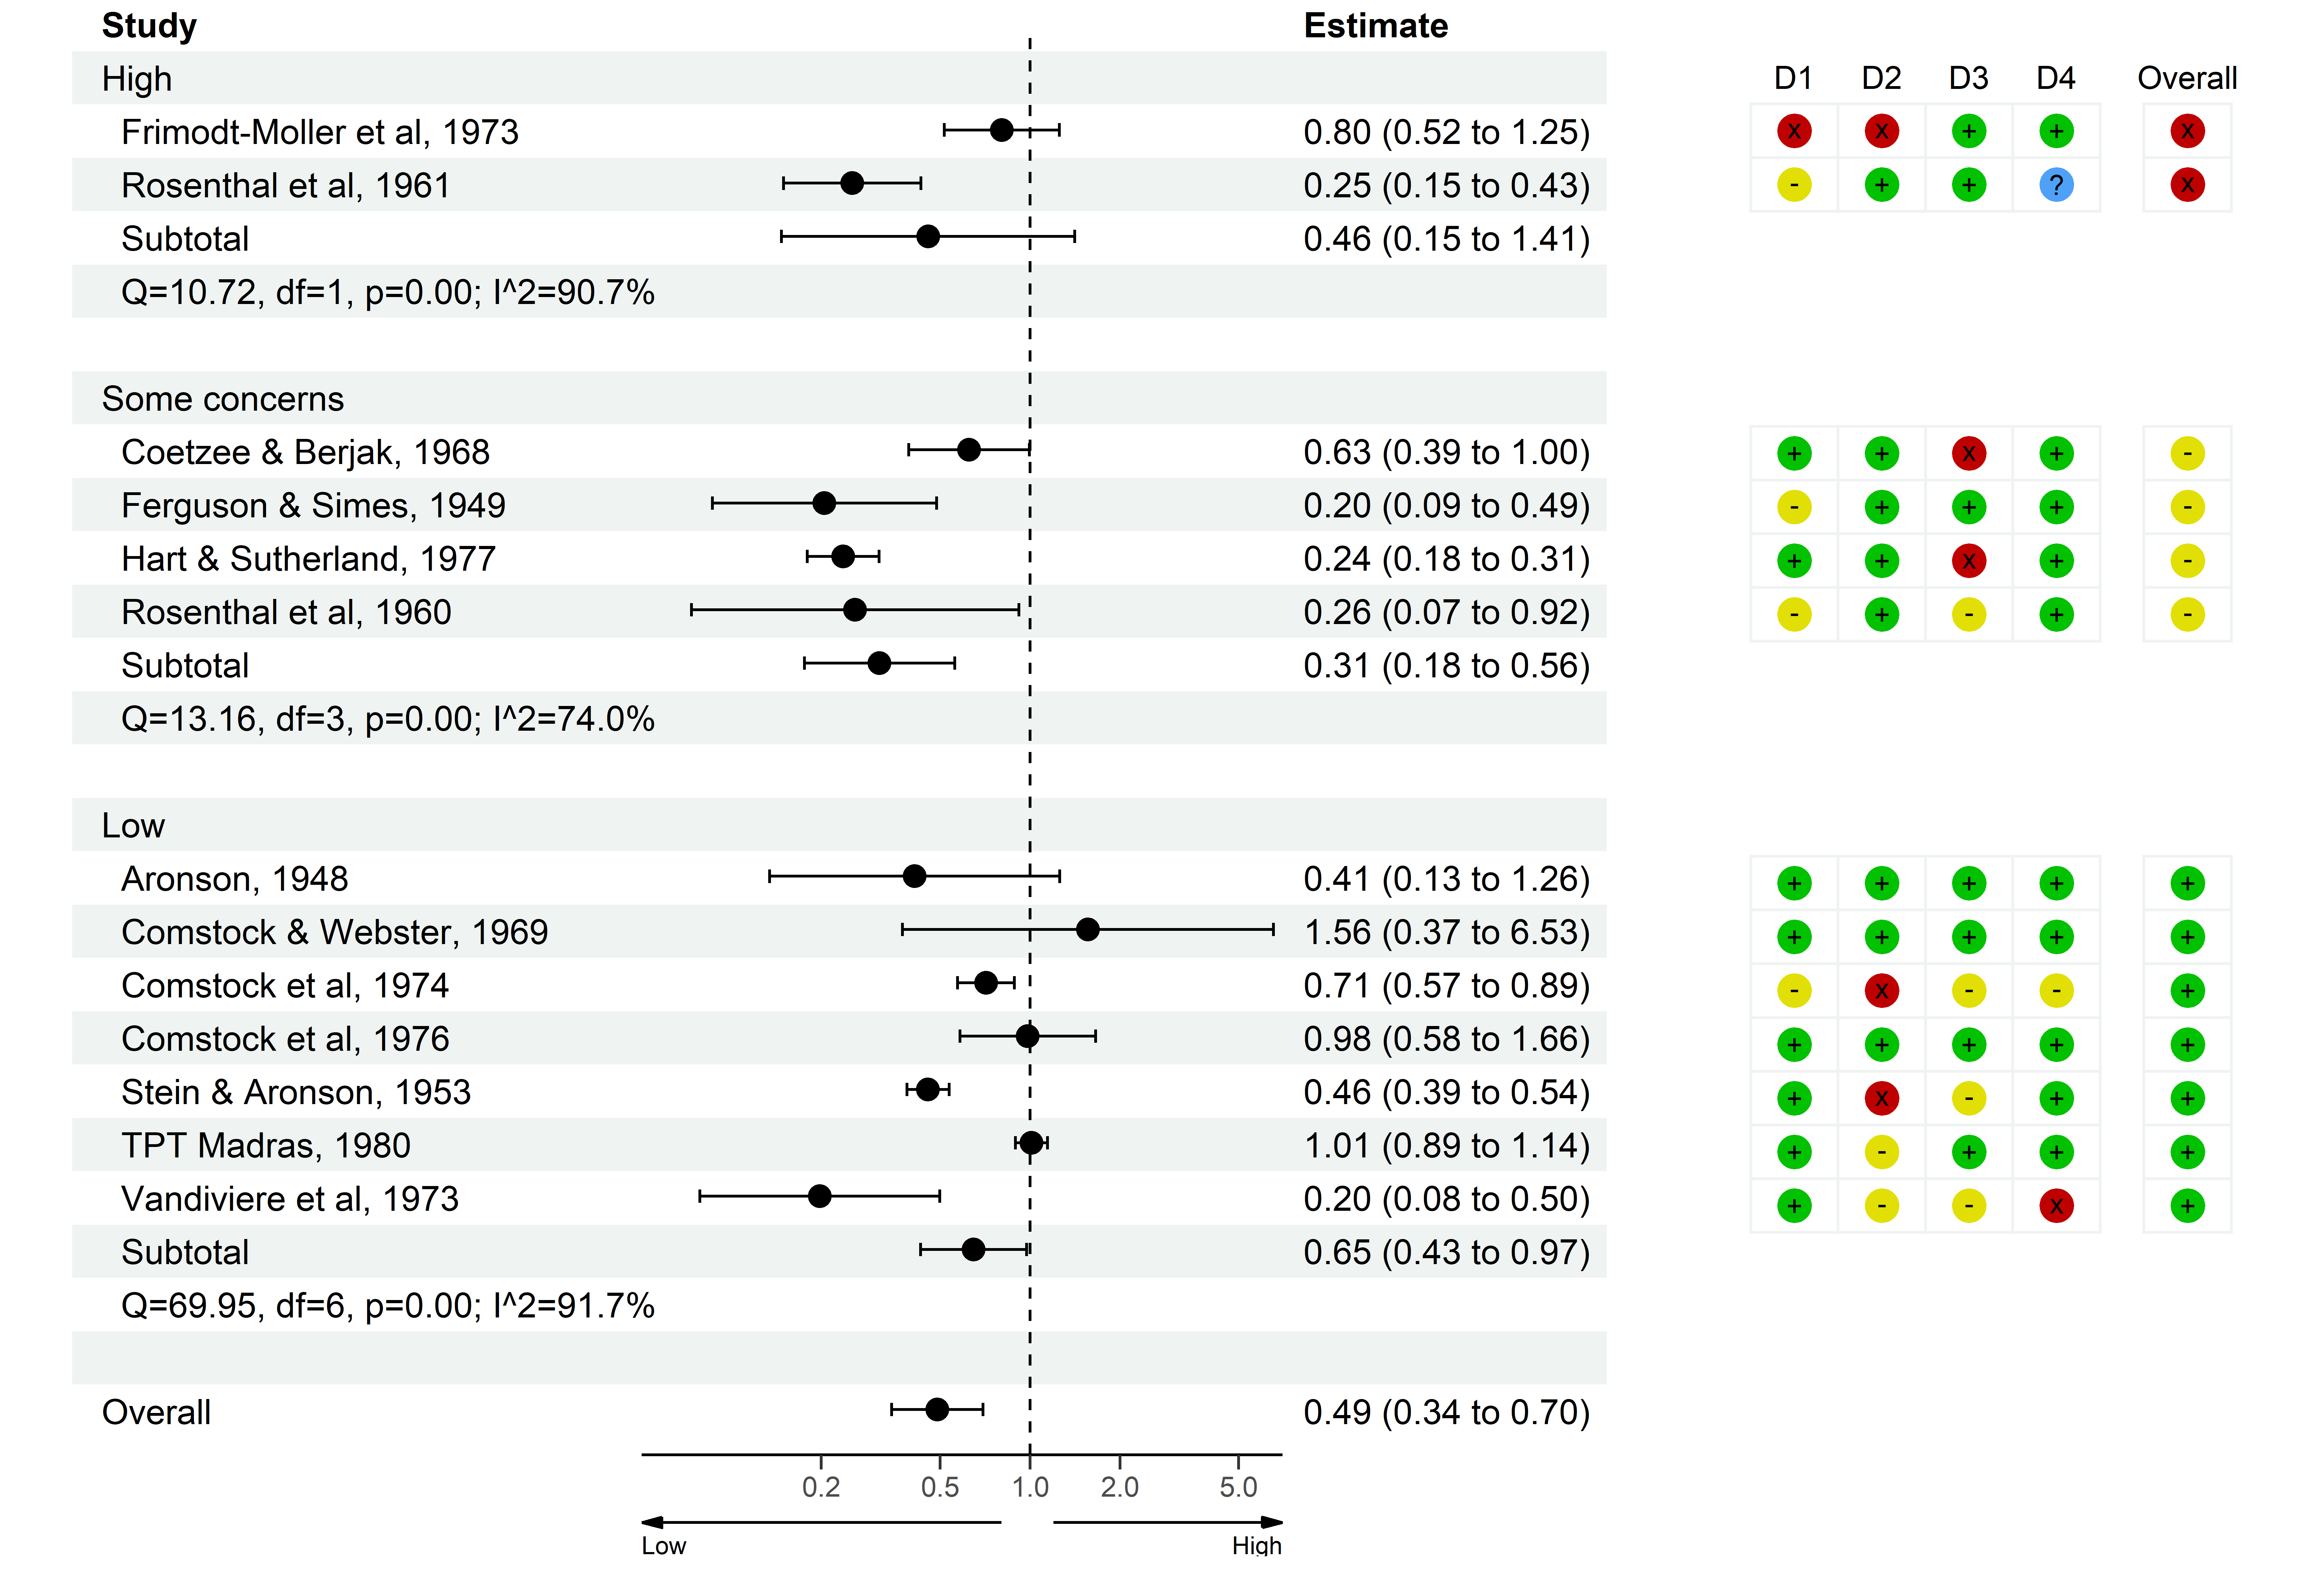 Study Estimate
High D1 D2 D3 D4 Overall
Frimodt-Moller et al, 1973 0.80 (0.52 to 1.25) X X + + X
Rosenthal et al, 1961 0.25 (0.15 to 0.43) - + + ? X
Subtotal 0.46 (0.15 to 1.41)
Q=10.72, df=1, p=0.00; I^2=90.7%
Some concerns
Coetzee & Berjak, 1968 0.63 (0.39 to 1.00) + + X + -
Ferguson & Simes, 1949 0.20 (0.09 to 0.49) - + + + -
Hart & Sutherland, 1977 0.24 (0.18 to 0.31) + + X + -
Rosenthal et al, 1960 0.26 (0.07 to 0.92) - + - + -
Subtotal 0.31 (0.18 to 0.56)
Q=13.16, df=3, p=0.00; I^2=74.0%
Low
Aronson, 1948 0.41 (0.13 to 1.26) + + + + +
Comstock & Webster, 1969 1.56 (0.37 to 6.53) + + + + +
Comstock et al, 1974 0.71 (0.57 to 0.89) - X - - +
Comstock et al, 1976 0.98 (0.58 to 1.66) + + + + +
Stein & Aronson, 1953 0.46 (0.39 to 0.54) + X - + +
TPT Madras, 1980 1.01 (0.89 to 1.14) + - + + +
Vandiviere et al, 1973 0.20 (0.08 to 0.50) + - - X +
Subtotal 0.65 (0.43 to 0.97)
Q=69.95, df=6, p=0.00; I^2=91.7%
Overall 0.49 (0.34 to 0.70)
0.2 0.5 1.0 2.0 5.0
Low High